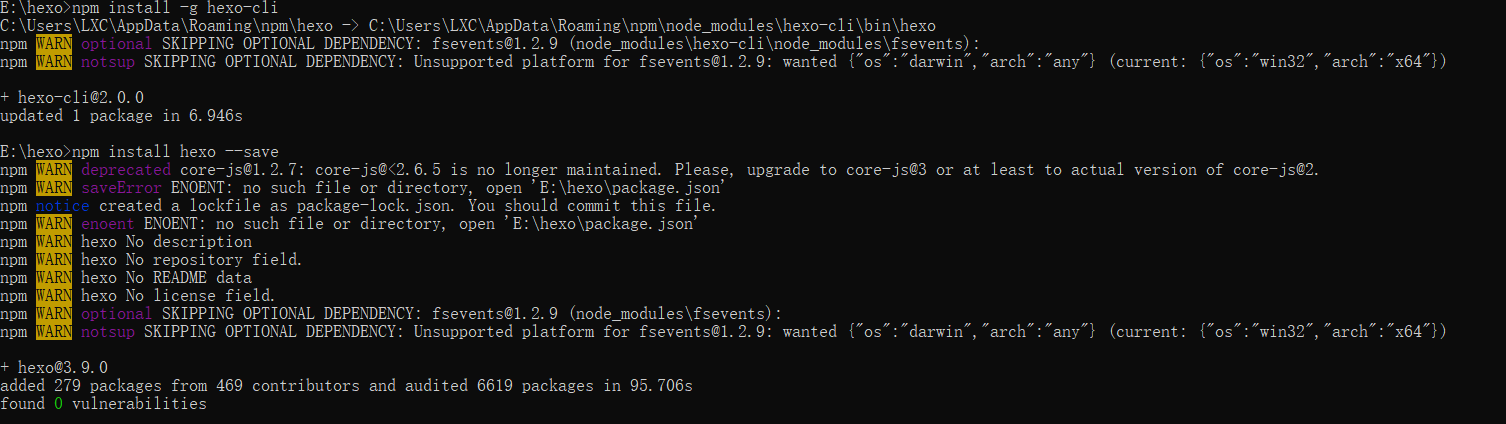 E:\hexo>npm install -g hexo-cli
C:\Users\LXC\AppData\Roaming\npm\hexo -> C:\Users\LXC\AppData\Roaming\npm\node_modules\hexo-cli\bin\hexo
npm WARN optional SKIPPING OPTIONAL DEPENDENCY: fsevents@1.2.9 (node_modules\hexo-cli\node_modules\fsevents):
npm WARN notsup SKIPPING OPTIONAL DEPENDENCY: Unsupported platform for fsevents@1.2.9: wanted {"os":"darwin","arch":"any"} (current: {"os":"win32","arch":"x64"})
+ hexo-cli@2.0.0
updated 1 package in 6.946s
E:\hexo>npm install hexo --save
npm WARN deprecated core-js@1.2.7: core-js@<2.6.5 is no longer maintained. Please, upgrade to core-js@3 or at least to actual version of core-js@2.
npm WARN saveError ENOENT: no such file or directory, open 'E:\hexo\package.json'
npm notice created a lockfile as package-lock.json. You should commit this file.
npm WARN enoent ENOENT: no such file or directory, open 'E:\hexo\package.json'
npm WARN hexo No description
npm WARN hexo No repository field.
npm WARN hexo No README data
npm WARN hexo No license field.
npm WARN optional SKIPPING OPTIONAL DEPENDENCY: fsevents@1.2.9 (node_modules\fsevents):
npm WARN notsup SKIPPING OPTIONAL DEPENDENCY: Unsupported platform for fsevents@1.2.9: wanted {"os":"darwin","arch":"any"} (current: {"os":"win32","arch":"x64"})
+ hexo@3.9.0
added 279 packages from 469 contributors and audited 6619 packages in 95.706s
found 0 vulnerabilities